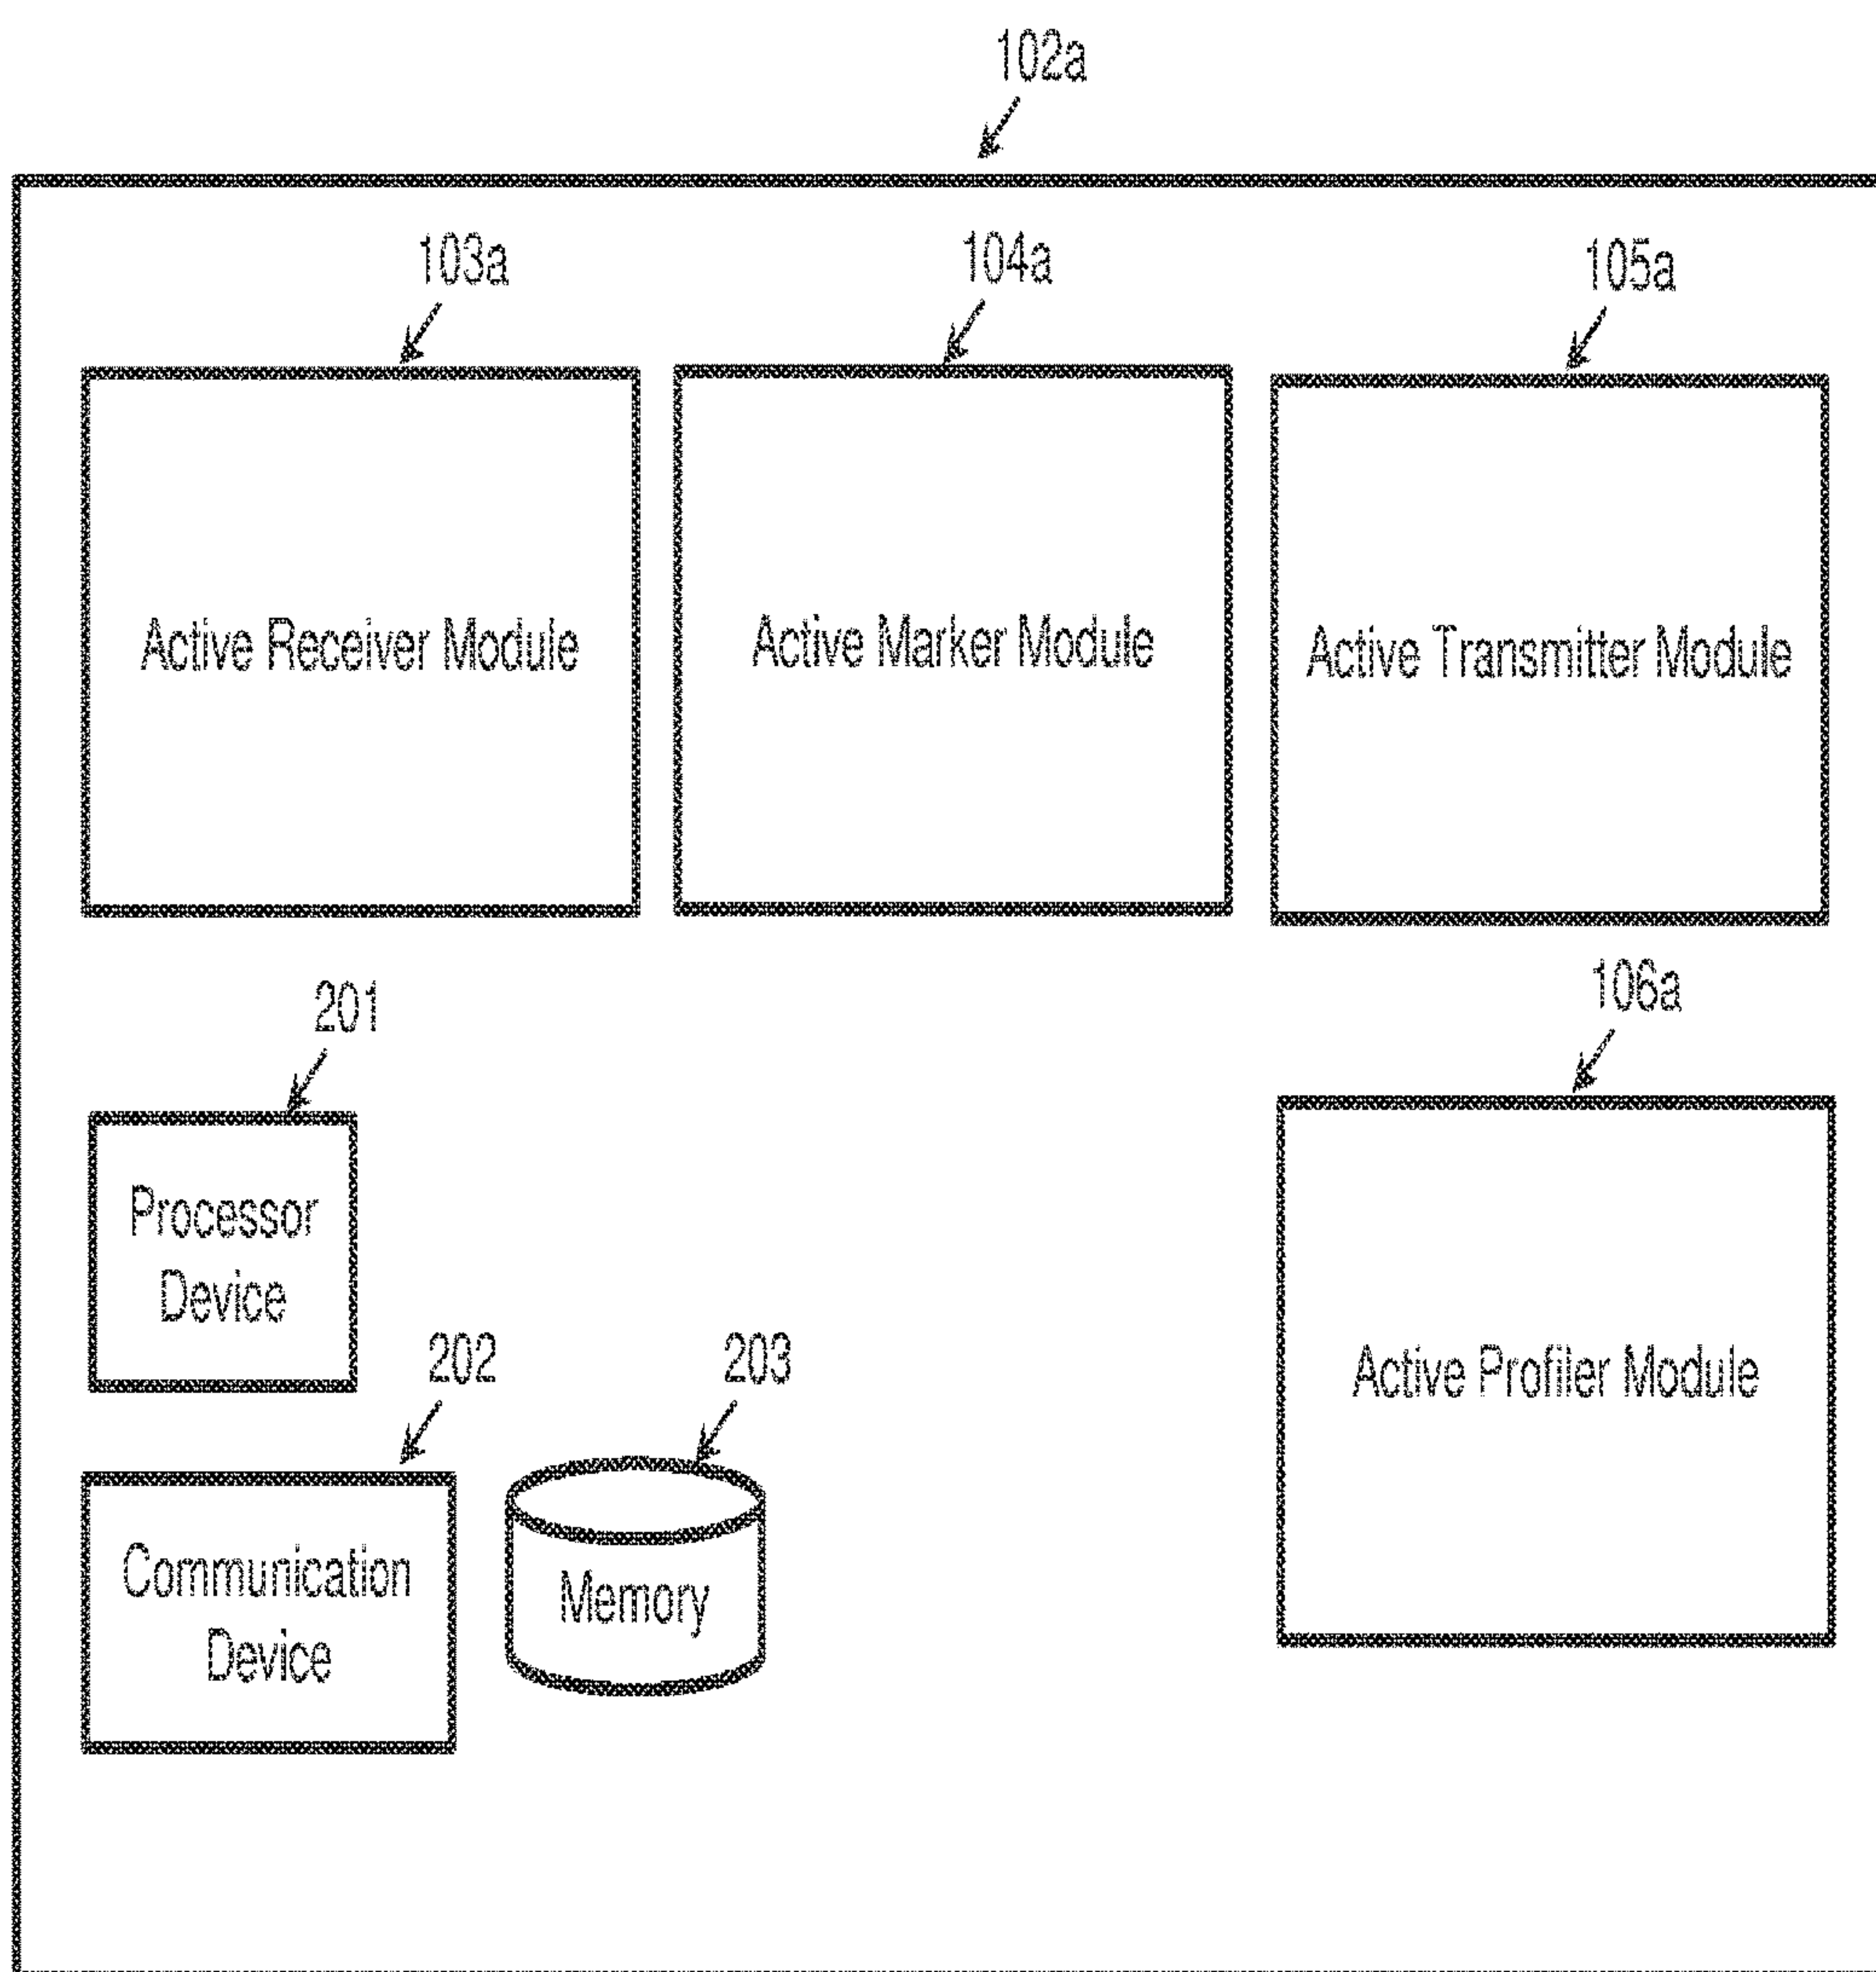 102a
103a
104a
105a
Active Receiver Module
Active Marker Module
Active Transmitter Module
201
106a
Processor
Device
202
203
Active Profiler Module
Communication
Device
Memory